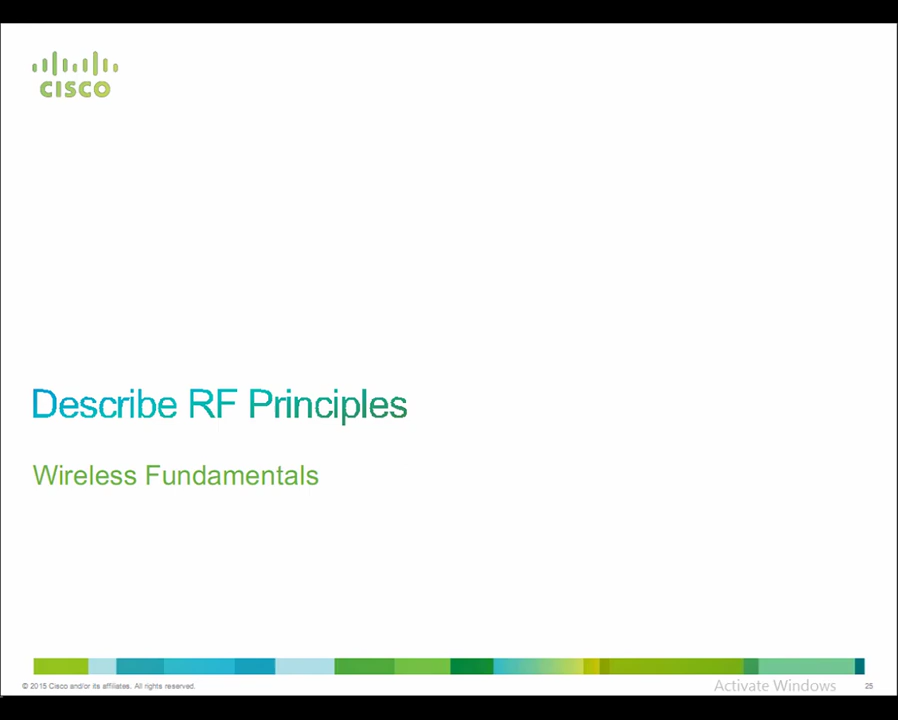 CISCO
Describe RF Principles
Wireless Fundamentals
© 2015 Cisco and/or its affiliates. All rights reserved.
Activate Windows
25